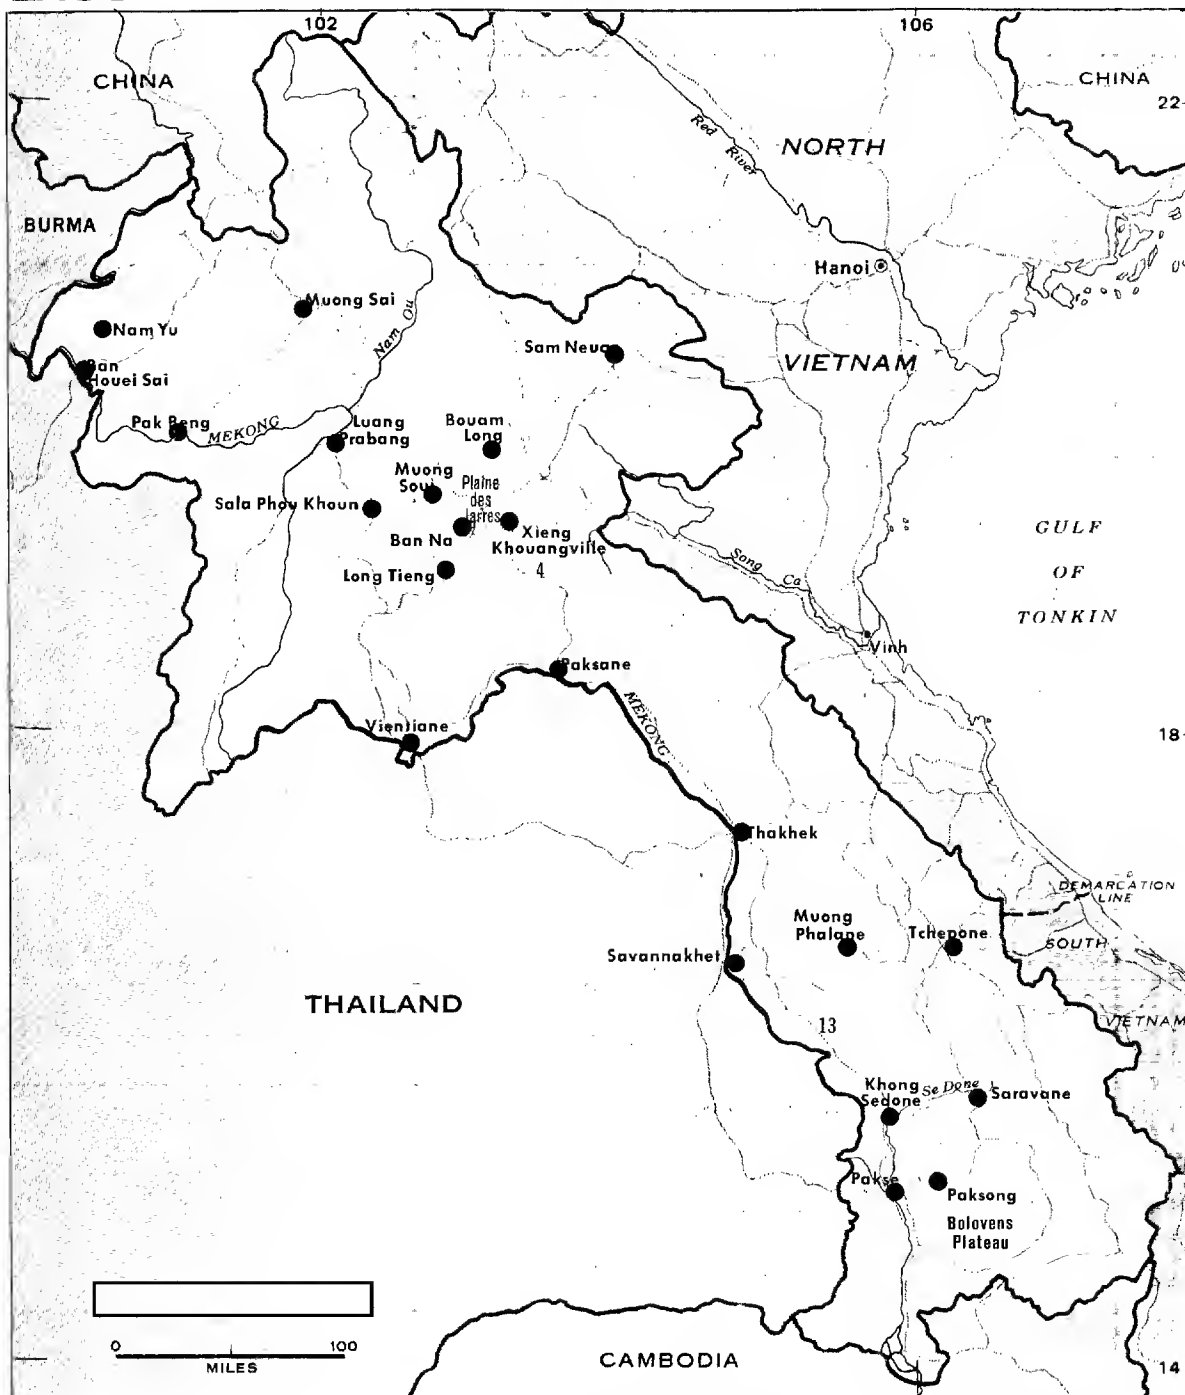 102
106
CHINA
CHINA
22
Red
River
NORTH
BURMA
Hanoi
Muong Sai
Nam Yu
Nam Ou
Sam Neua
VIETNAM
Ban
Houei Sai
Pak Beng
MEKONG
Luang
Prabang
Bouam
Long
Muong
Soui
Plaine
des
Jarres
Sala Phou Khoun
Ban Na
Xieng
Khouangville
4
Long Tieng
GULF
OF
TONKIN
Song
Ca
Vinh
Paksane
MEKONG
Vientiane
18
Thakhek
DEMARCATION
LINE
Muong
Phalane
Tchepone
SOUTH
Savannakhet
THAILAND
13
VIETNAM
Khong
Sedone
Se Done
Saravane
Pakse
Paksong
Bolovens
Plateau
0
100
MILES
CAMBODIA
14